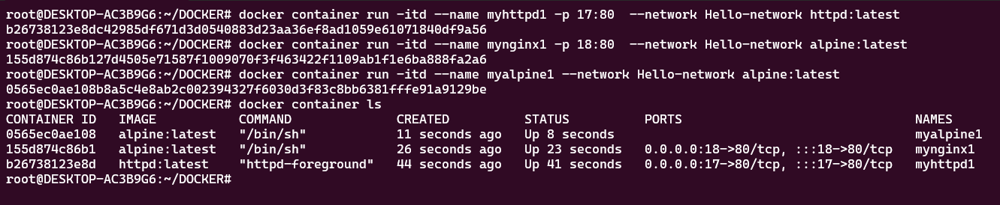 root@DESKTOP-AC3B9G6:~/DOCKER# docker container run -itd --name myhttpd1 -p 17:80  --network Hello-network httpd:latest
b26738123e8dc42985df671d3d0540883d23aa36ef8ad1059e61071840df9a56
root@DESKTOP-AC3B9G6:~/DOCKER# docker container run -itd --name mynginx1 -p 18:80  --network Hello-network alpine:latest
155d874c86b127d4505e71587f1009070f3f463422f1109ab1f1e6ba888fa2a6
root@DESKTOP-AC3B9G6:~/DOCKER# docker container run -itd --name myalpine1 --network Hello-network alpine:latest
0565ec0ae108b8a5c4e8ab2c002394327f6030d3f83c8bb6381fffe91a9129be
root@DESKTOP-AC3B9G6:~/DOCKER# docker container ls
CONTAINER ID   IMAGE           COMMAND              CREATED          STATUS          PORTS                               NAMES
0565ec0ae108   alpine:latest   "/bin/sh"            11 seconds ago   Up 8 seconds                                        myalpine1
155d874c86b1   alpine:latest   "/bin/sh"            26 seconds ago   Up 23 seconds   0.0.0.0:18->80/tcp, :::18->80/tcp   mynginx1
b26738123e8d   httpd:latest    "httpd-foreground"   44 seconds ago   Up 41 seconds   0.0.0.0:17->80/tcp, :::17->80/tcp   myhttpd1
root@DESKTOP-AC3B9G6:~/DOCKER#